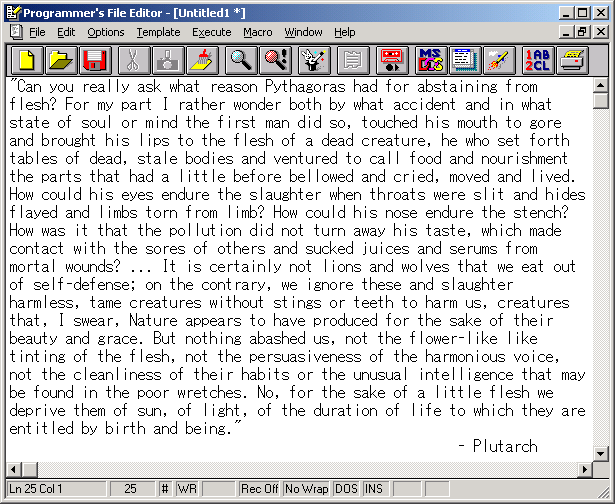 Programmer's File Editor - [Untitled1 *]
File Edit Options Template Execute Macro Window Help
MS DOS 1AB 2CL
"Can you really ask what reason Pythagoras had for abstaining from
flesh? For my part I rather wonder both by what accident and in what
state of soul or mind the first man did so, touched his mouth to gore
and brought his lips to the flesh of a dead creature, he who set forth
tables of dead, stale bodies and ventured to call food and nourishment
the parts that had a little before bellowed and cried, moved and lived.
How could his eyes endure the slaughter when throats were slit and hides
flayed and limbs torn from limb? How could his nose endure the stench?
How was it that the pollution did not turn away his taste, which made
contact with the sores of others and sucked juices and serums from
mortal wounds? ... It is certainly not lions and wolves that we eat out
of self-defense; on the contrary, we ignore these and slaughter
harmless, tame creatures without stings or teeth to harm us, creatures
that, I swear, Nature appears to have produced for the sake of their
beauty and grace. But nothing abashed us, not the flower-like like
tinting of the flesh, not the persuasiveness of the harmonious voice,
not the cleanliness of their habits or the unusual intelligence that may
be found in the poor wretches. No, for the sake of a little flesh we
deprive them of sun, of light, of the duration of life to which they are
entitled by birth and being."
- Plutarch
Ln 25 Col 1 25 # WR Rec Off No Wrap DOS INS